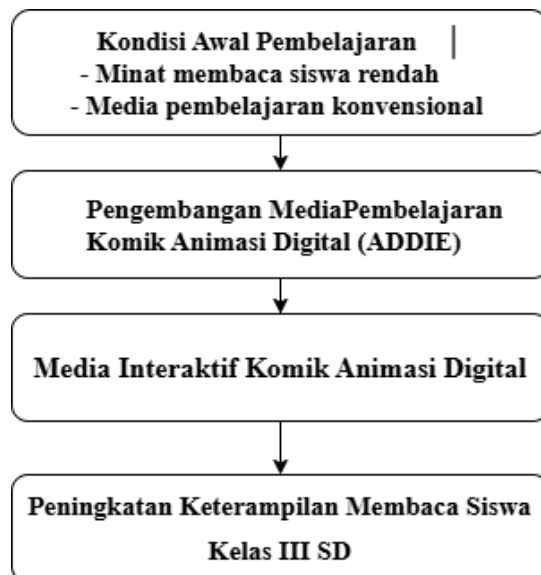 Kondisi Awal Pembelajaran
- Minat membaca siswa rendah
- Media pembelajaran konvensional
Pengembangan MediaPembelajaran
Komik Animasi Digital (ADDIE)
Media Interaktif Komik Animasi Digital
Peningkatan Keterampilan Membaca Siswa
Kelas III SD